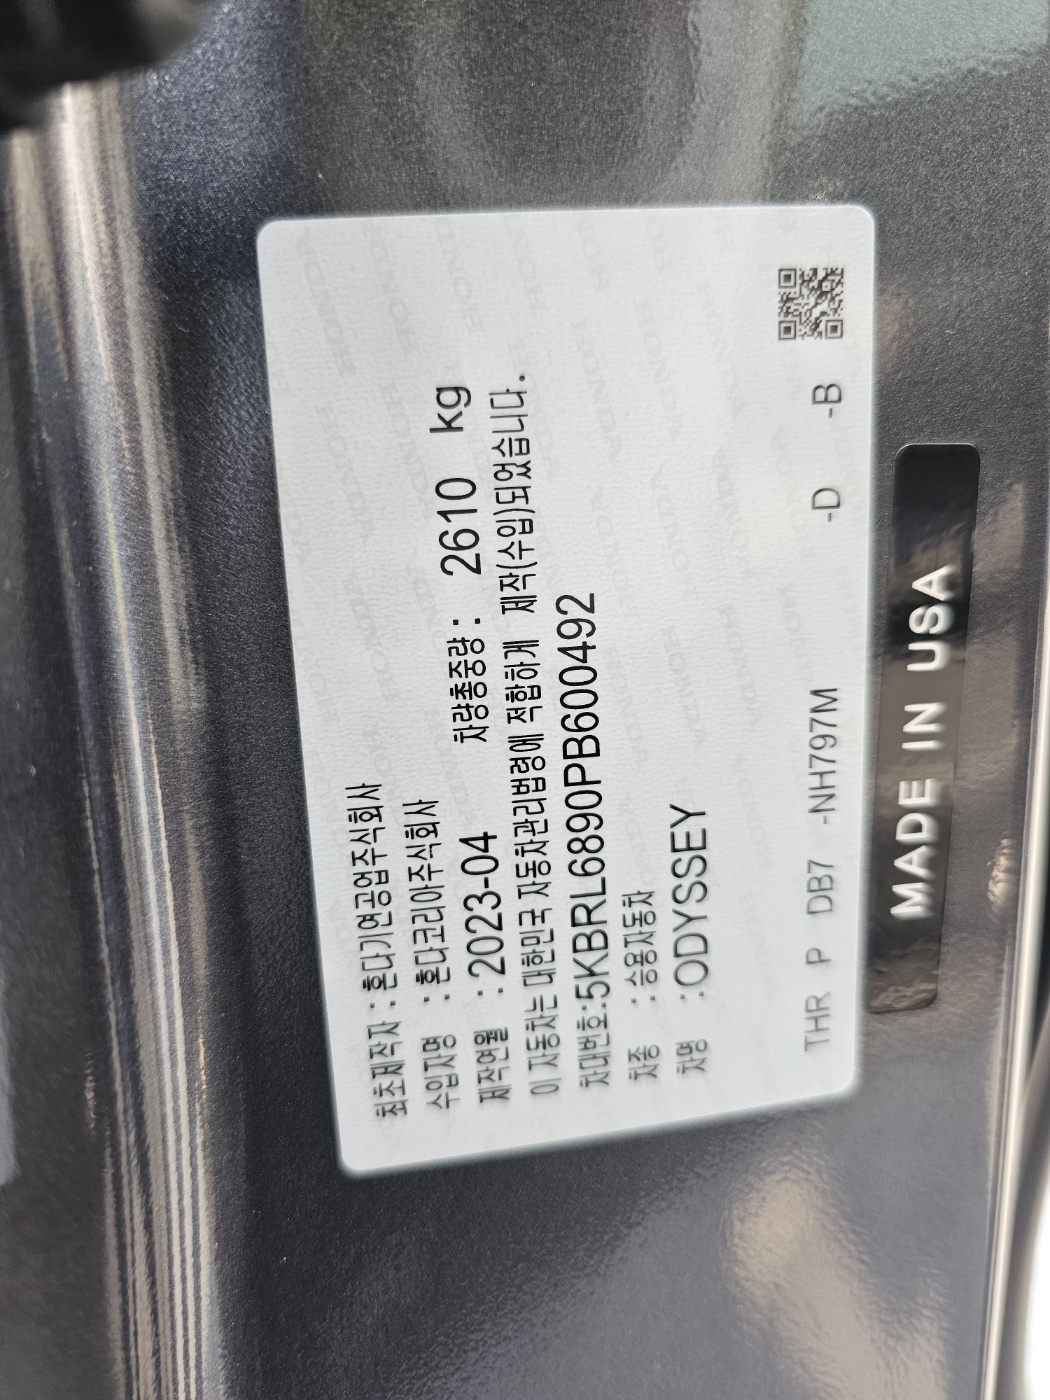 최초제작자 : 혼다기연공업주식회사
수입자명 : 혼다코리아주식회사
제작연월 : 2023-04 차량총중량 : 2610 kg
이 자동차는 대한민국 자동차관리법령에 적합하게 제작(수입)되었습니다.
차대번호:5KBRL6890PB600492
차종 : 승용자동차
차명 :ODYSSEY
THR P DB7 -NH797M -D -B
MADE IN USA